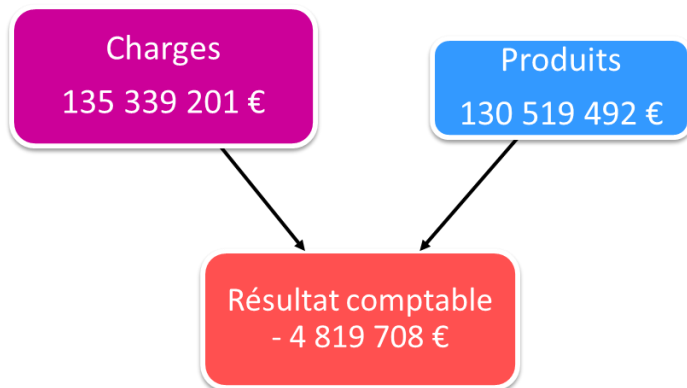 Charges
135 339 201 €
Produits
130 519 492 €
Résultat comptable
- 4 819 708 €